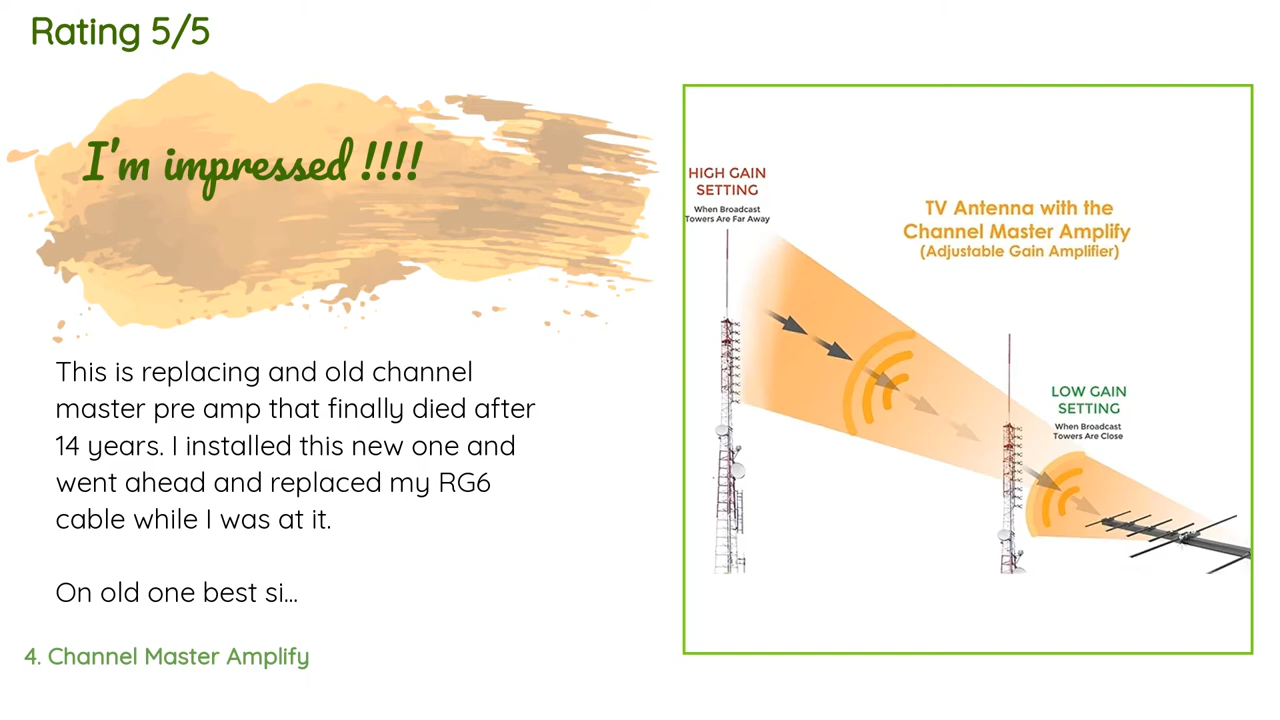 Rating 5/5
I'm impressed !!!!
This is replacing and old channel
master pre amp that finally died after
14 years. I installed this new one and
went ahead and replaced my RG6
cable while I was at it.
On old one best si...
4. Channel Master Amplify
HIGH GAIN
SETTING
When Broadcast
Towers Are Far Away
TV Antenna with the
Channel Master Amplify
(Adjustable Gain Amplifier)
LOW GAIN
SETTING
When Broadcast
Towers Are Close